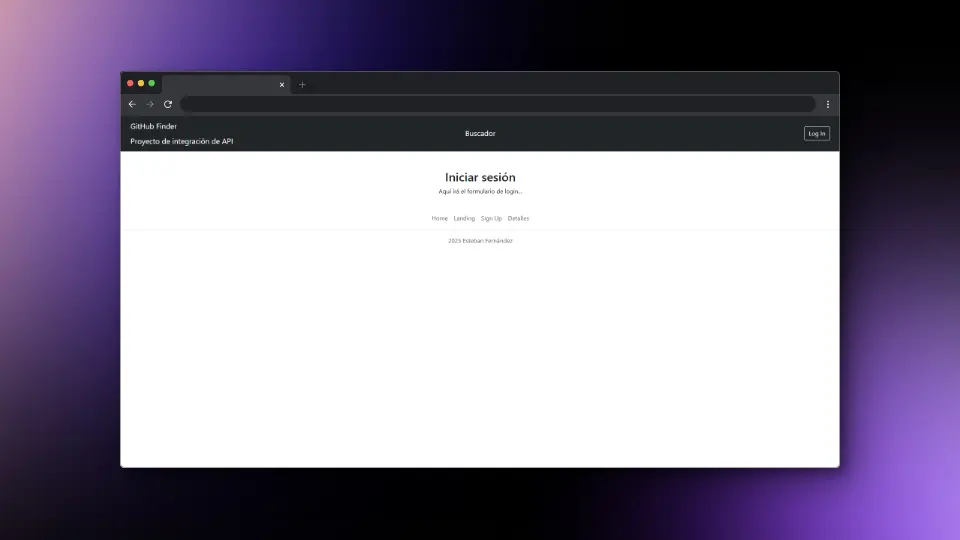 GitHub Finder
Proyecto de integración de API
Buscador
Log In
Iniciar sesión
Aquí irá el formulario de login...
Home Landing Sign Up Detalles
2025 Esteban Fernández